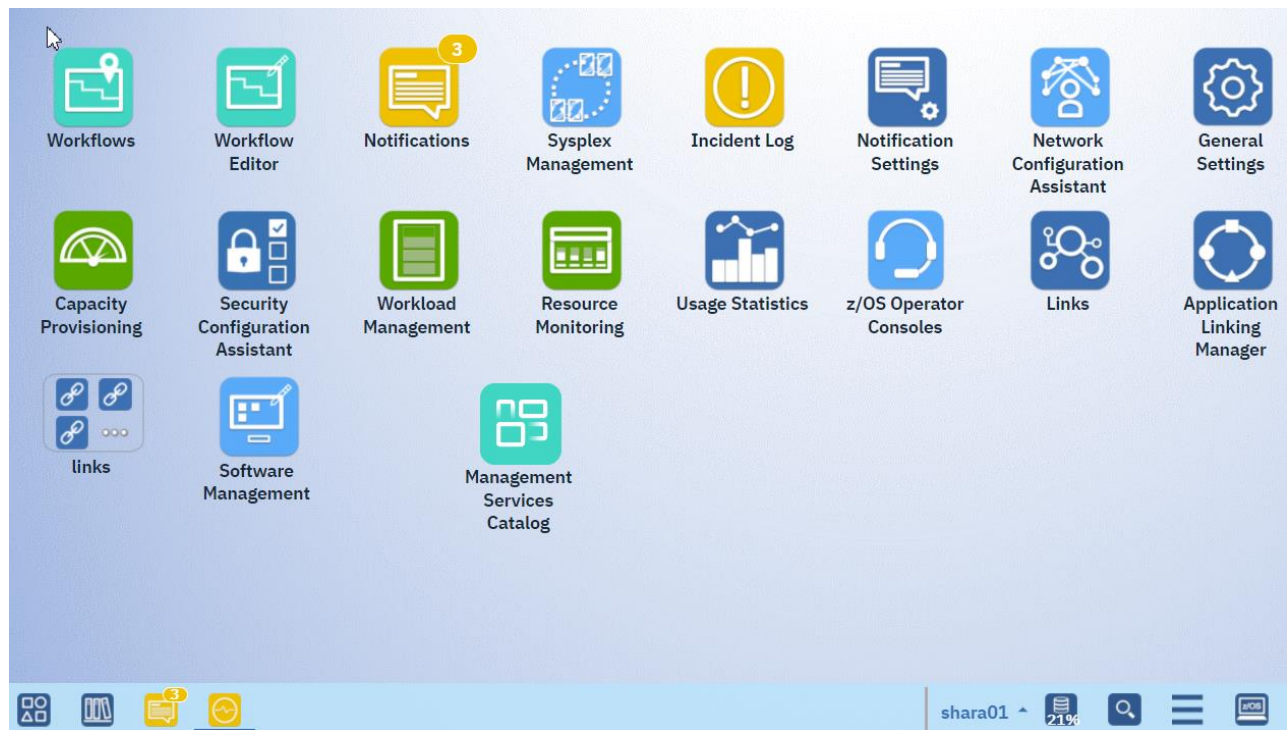 3
Workflows
Workflow
Editor
Notifications
Sysplex
Management
Incident Log
Notification
Settings
Network
Configuration
Assistant
General
Settings
Capacity
Provisioning
Security
Configuration
Assistant
Workload
Management
Resource
Monitoring
Usage Statistics
z/OS Operator
Consoles
Links
Application
Linking
Manager
links
Software
Management
Management
Services
Catalog
3
shara01
21%
z/OS